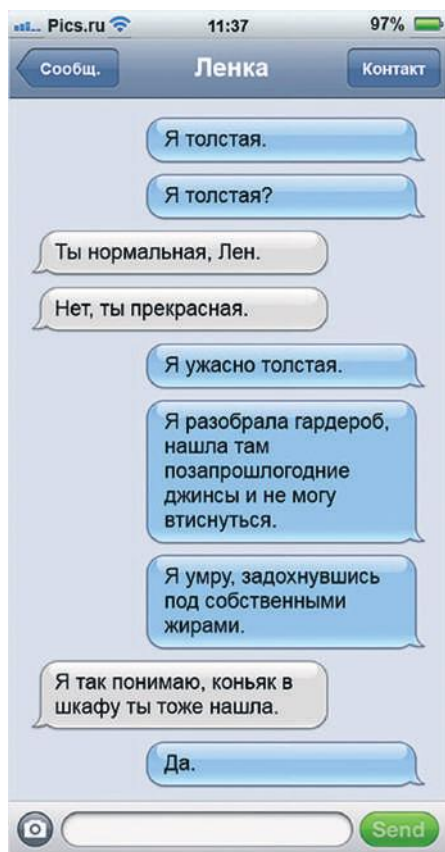 Pics.ru 11:37 97%
Сообщ. Ленка Контакт
Я толстая.
Я толстая?
Ты нормальная, Лен.
Нет, ты прекрасная.
Я ужасно толстая.
Я разобрала гардероб,
нашла там
позапрошлогодние
джинсы и не могу
втиснуться.
Я умру, задохнувшись
под собственными
жирами.
Я так понимаю, коньяк в
шкафу ты тоже нашла.
Да.
Send